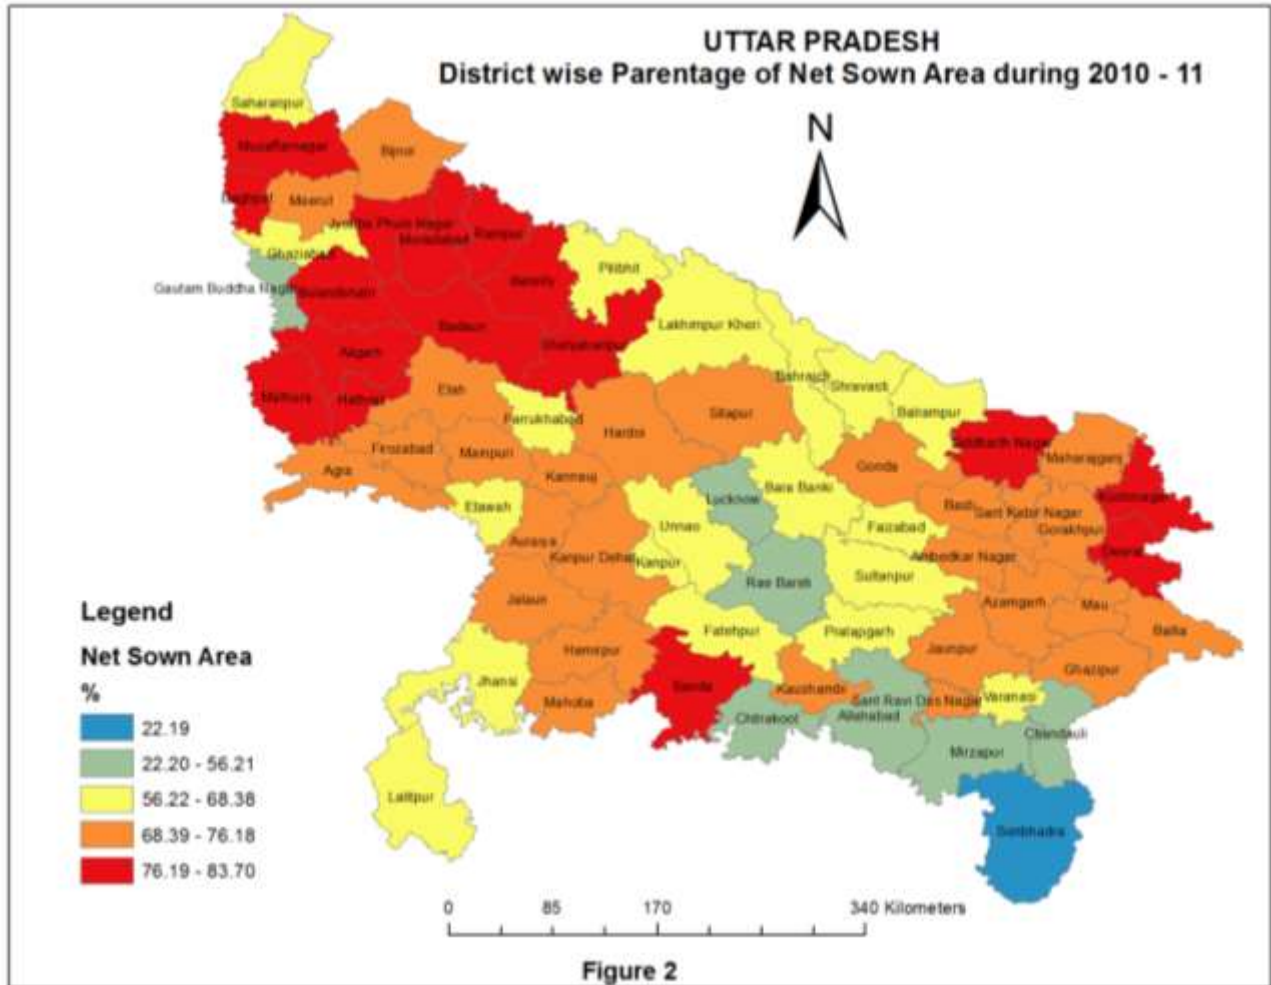 UTTAR PRADESH
District wise Parentage of Net Sown Area during 2010 - 11
N
Saharanpur
Muzaffarnagar
Bijnor
Baghpat
Meerut
Jyotiba Phule Nagar
Moradabad
Rampur
Ghaziabad
Pilibhit
Gautam Buddha Nagar
Bulandshahr
Bareilly
Lakhimpur Kheri
Badaun
Shahjahanpur
Aligarh
Bahraich
Shravasti
Mathura
Hathras
Etah
Farrukhabad
Balrampur
Sitapur
Hardoi
Siddharth Nagar
Firozabad
Mainpuri
Maharajganj
Agra
Gonda
Kannauj
Bara Banki
Kushinagar
Lucknow
Etawah
Basti
Sant Kabir Nagar
Unnao
Faizabad
Gorakhpur
Auraiya
Deoria
Kanpur Dehat
Kanpur
Ambedkar Nagar
Rae Bareli
Sultanpur
Jalaun
Azamgarh
Mau
Fatehpur
Pratapgarh
Ballia
Hamirpur
Jaunpur
Ghazipur
Jhansi
Banda
Kaushambi
Mahoba
Sant Ravi Das Nagar
Varanasi
Chitrakoot
Allahabad
Chandauli
Mirzapur
Lalitpur
Sonbhadra
Legend
Net Sown Area
%
22.19
22.20 - 56.21
56.22 - 68.38
68.39 - 76.18
76.19 - 83.70
0 85 170 340 Kilometers
Figure 2